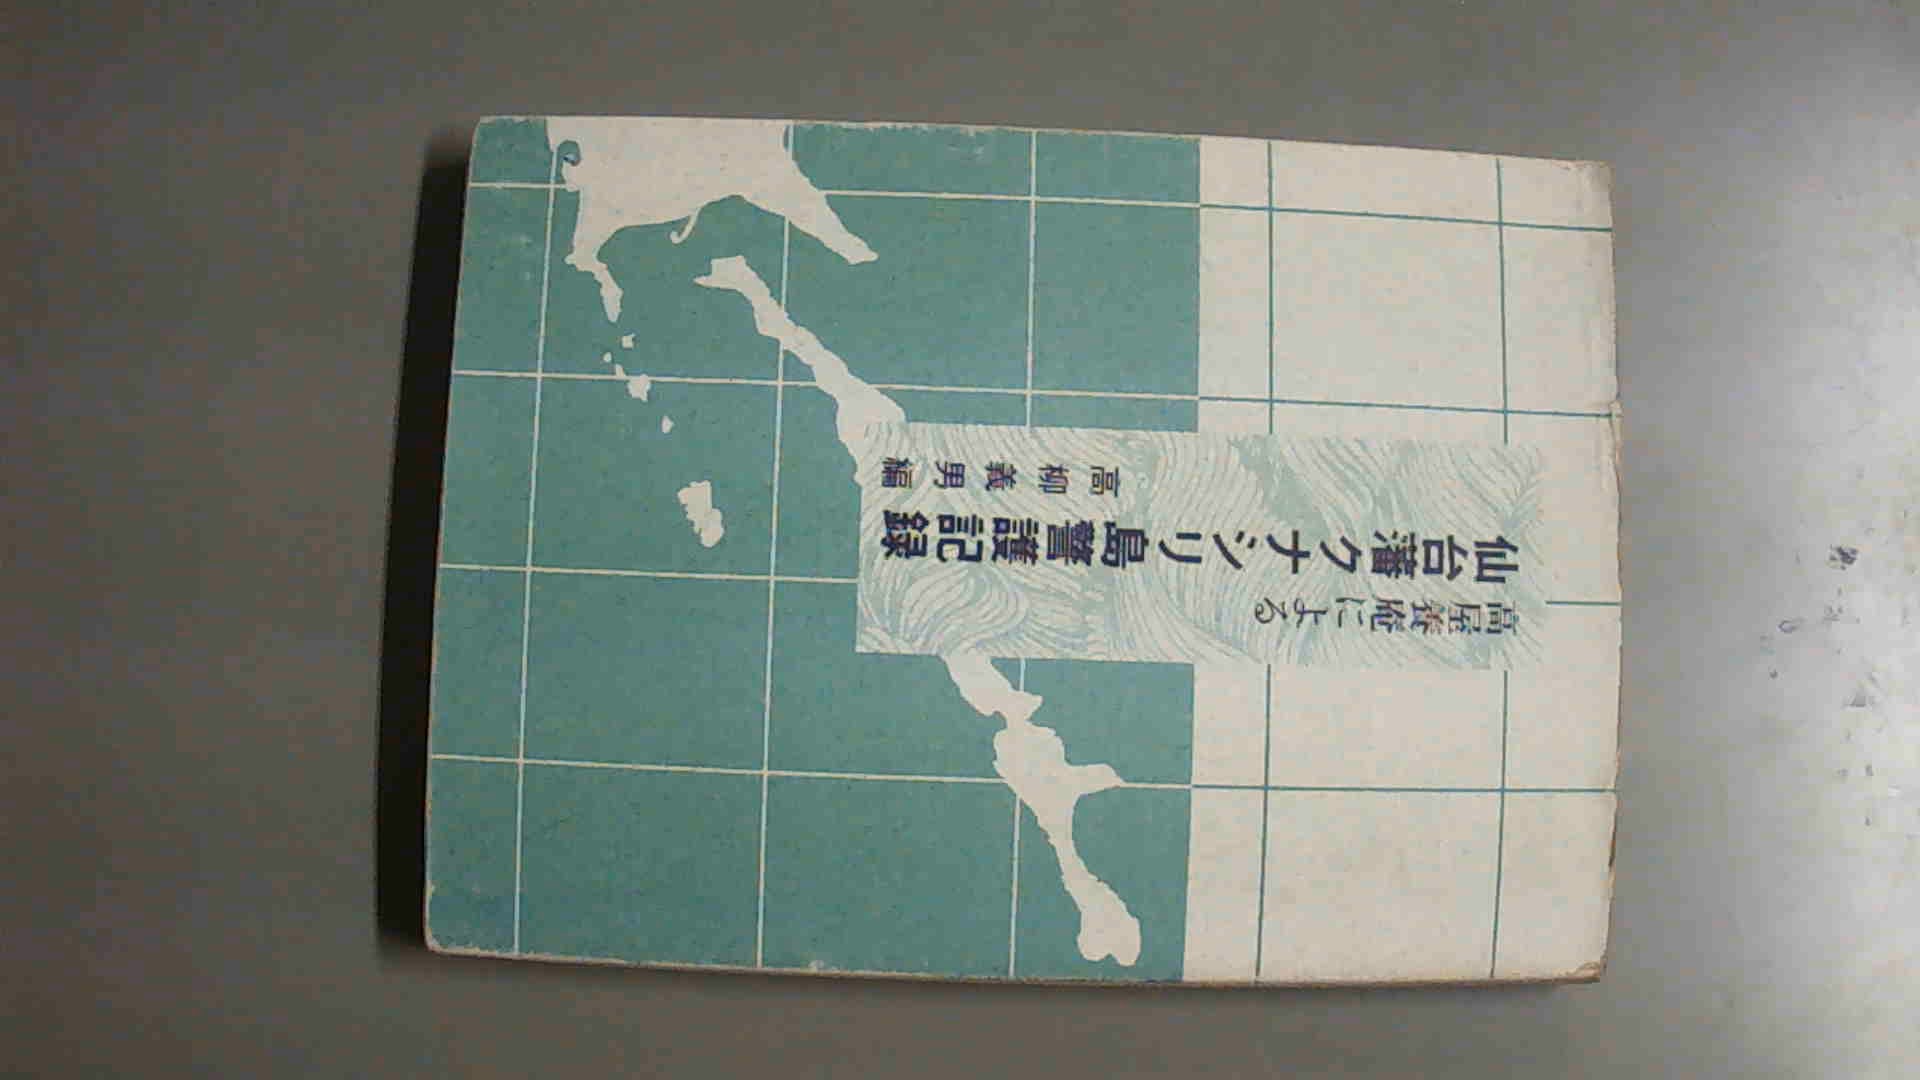 高屋養庵による
仙台藩クナシリ島警護記録
高柳義男編